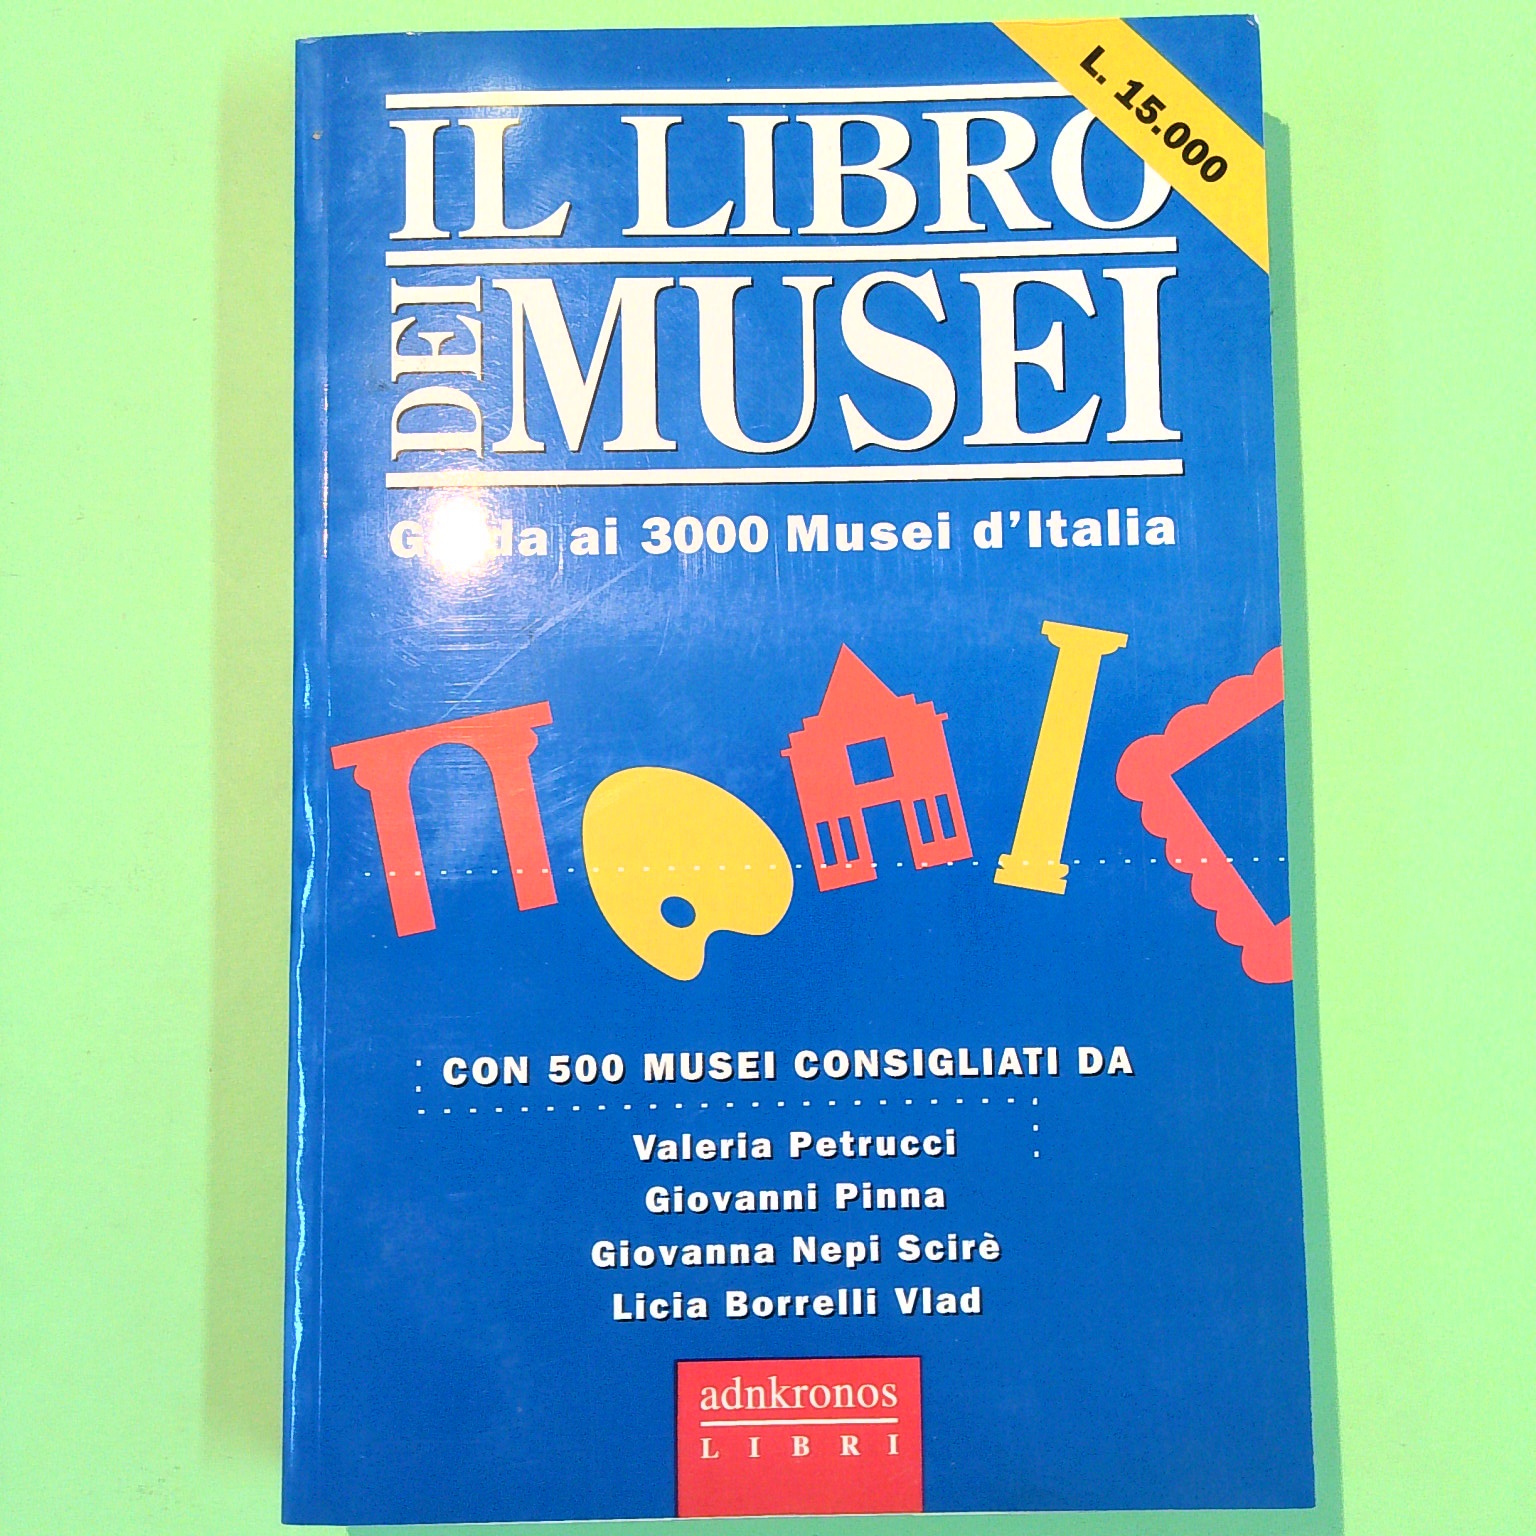 L. 15.000
IL LIBRO
DEI MUSEI
Guida ai 3000 Musei d'Italia
CON 500 MUSEI CONSIGLIATI DA
Valeria Petrucci
Giovanni Pinna
Giovanna Nepi Scirè
Licia Borrelli Vlad
adnkronos
LIBRI